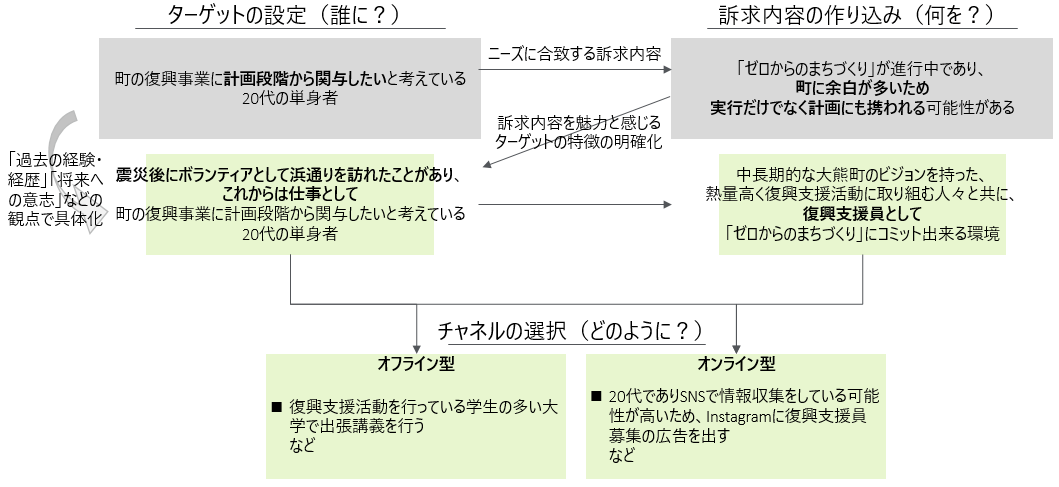 ターゲットの設定（誰に？）
訴求内容の作り込み（何を？）
町の復興事業に計画段階から関与したいと考えている
20代の単身者
ニーズに合致する訴求内容
「ゼロからのまちづくり」が進行中であり、
町に余白が多いため
実行だけでなく計画にも携われる可能性がある
訴求内容を魅力と感じる
ターゲットの特徴の明確化
「過去の経験・
経歴」「将来へ
の意志」などの
観点で具体化
震災後にボランティアとして浜通りを訪れたことがあり、
これからは仕事として
町の復興事業に計画段階から関与したいと考えている
20代の単身者
中長期的な大熊町のビジョンを持った、
熱量高く復興支援活動に取り組む人々と共に、
復興支援員として
「ゼロからのまちづくり」にコミット出来る環境
チャネルの選択（どのように？）
オフライン型
■ 復興支援活動を行っている学生の多い大
学で出張講義を行う
など
オンライン型
■ 20代でありSNSで情報収集をしている可能
性が高いため、Instagramに復興支援員
募集の広告を出す
など